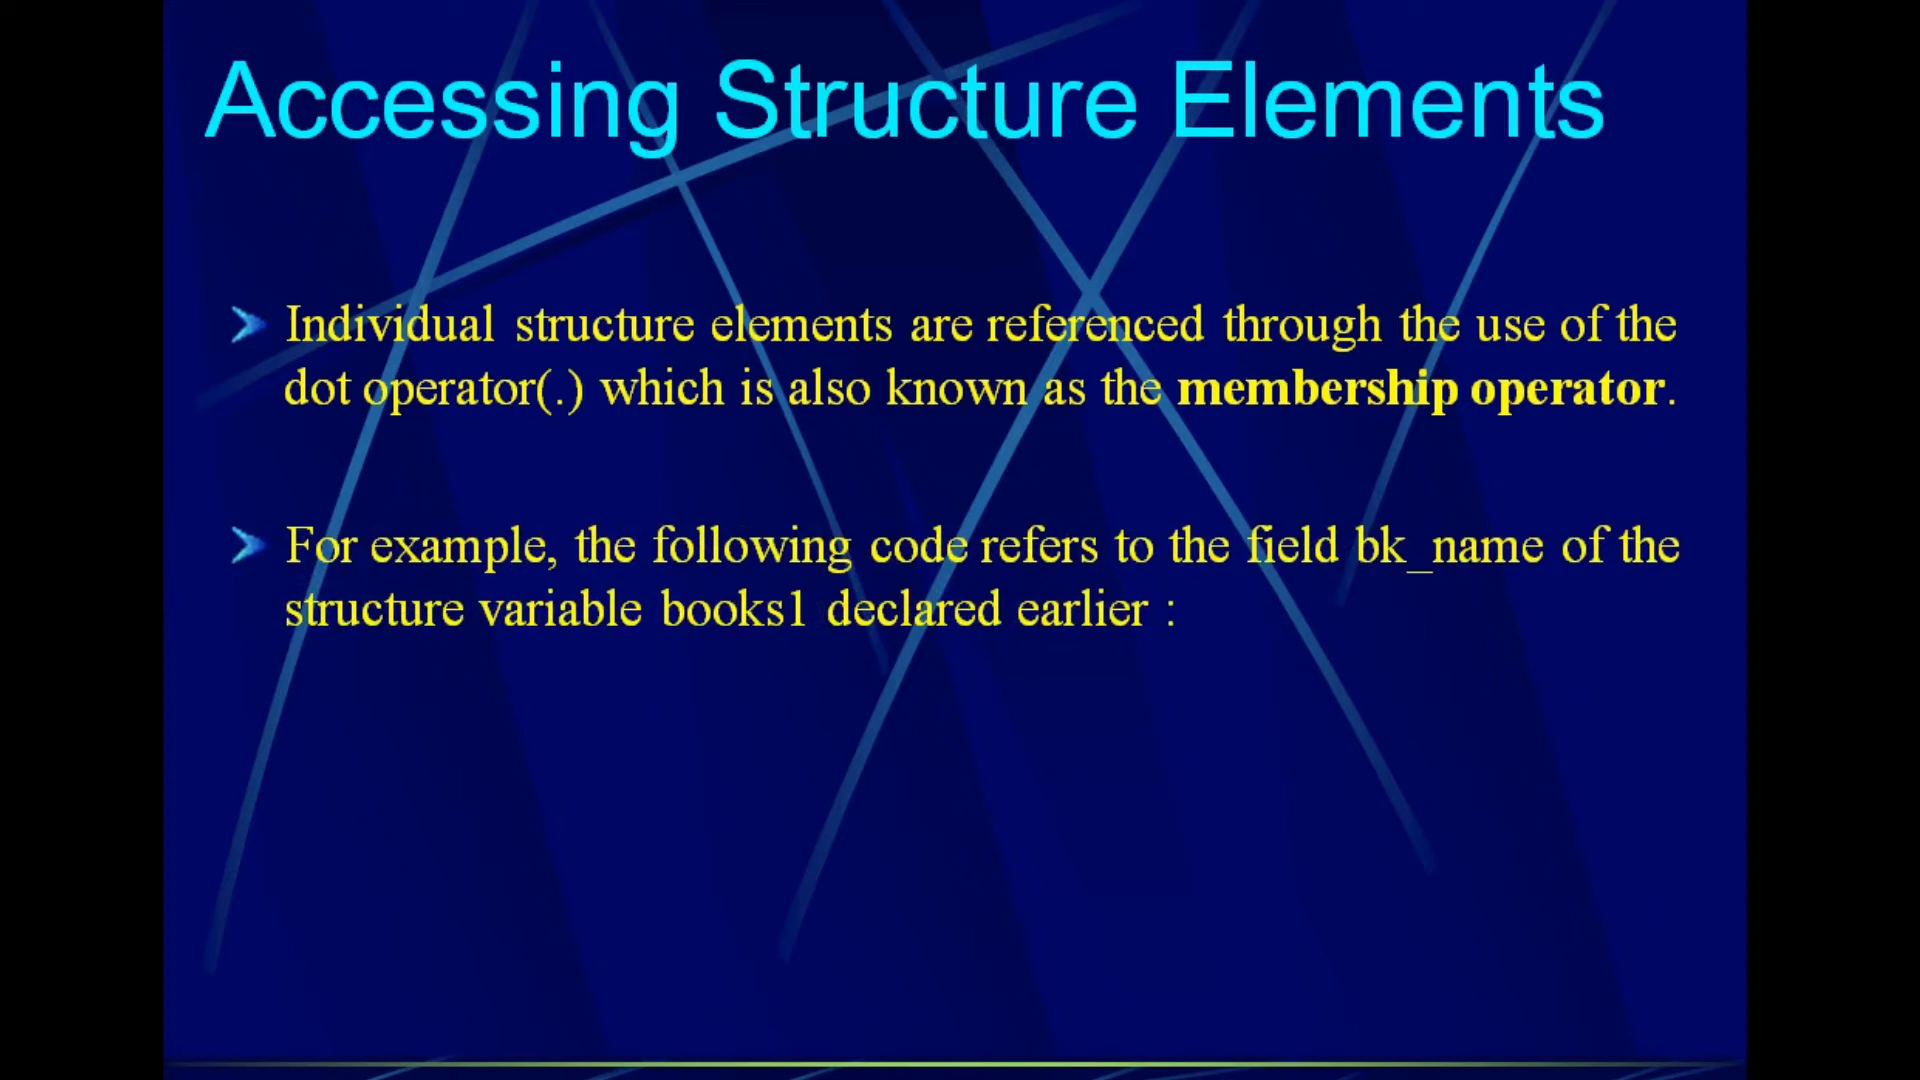 Accessing Structure Elements
Individual structure elements are referenced through the use of the
dot operator(.) which is also known as the membership operator.
For example, the following code refers to the field bk_name of the
structure variable books1 declared earlier :